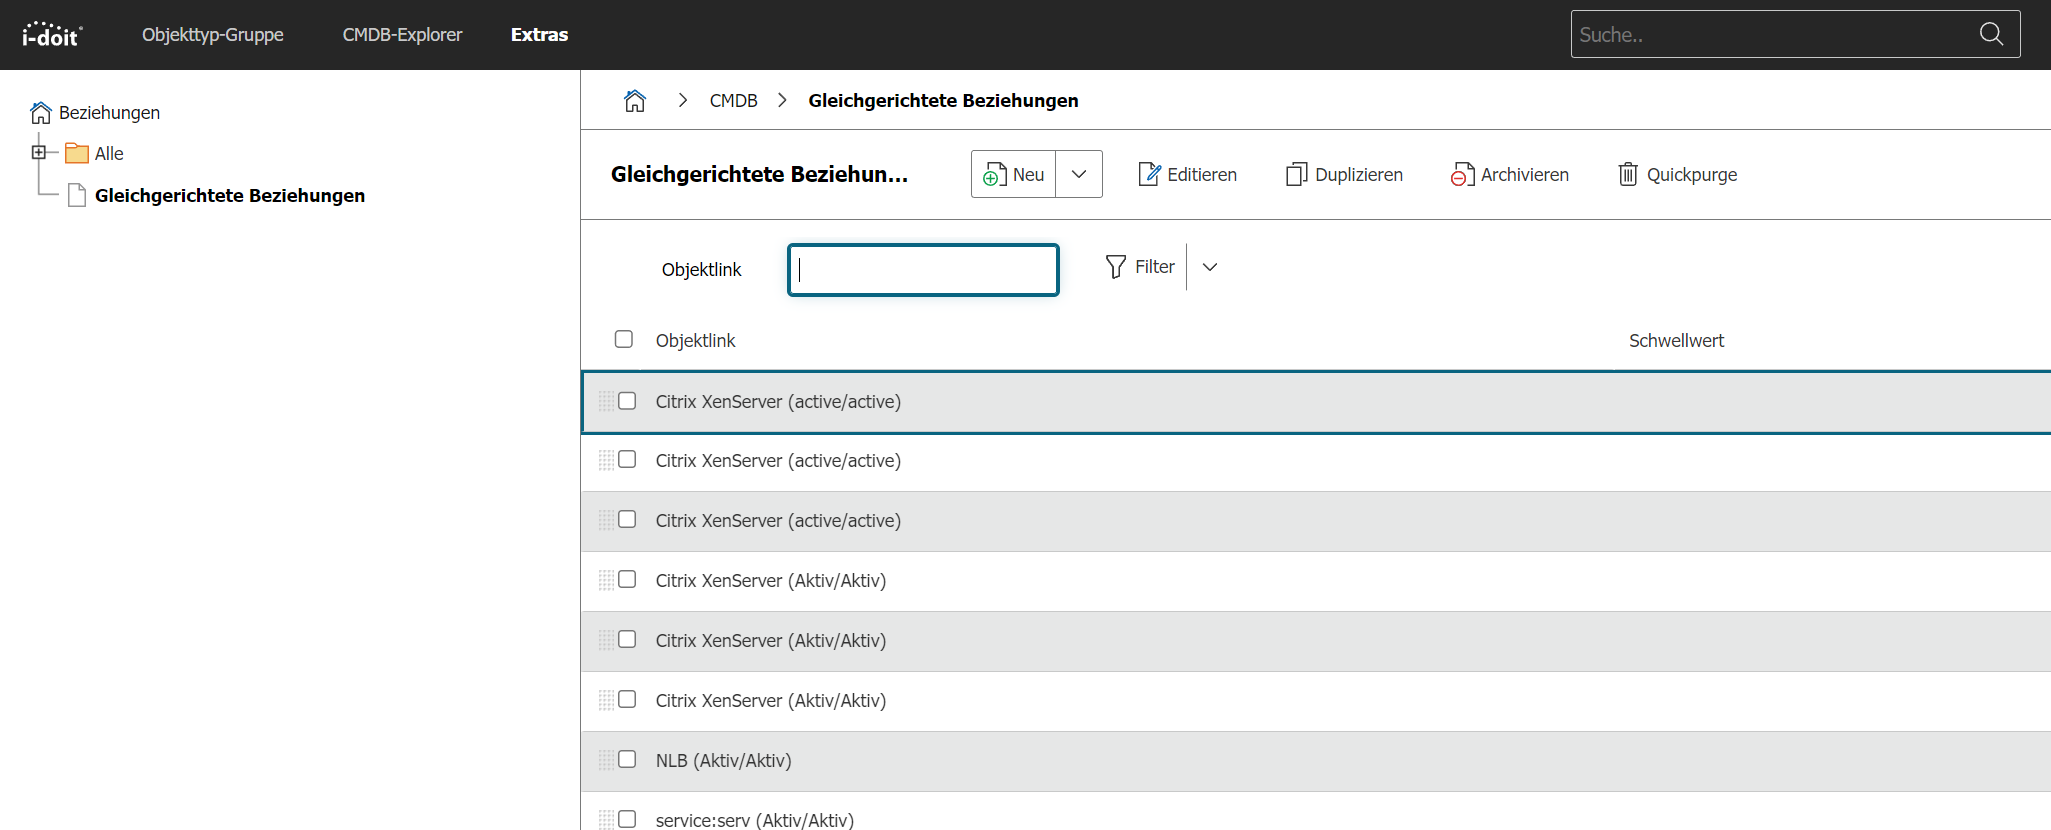 i-doit Objekttyp-Gruppe CMDB-Explorer Extras Suche..
Beziehungen
Alle
Gleichgerichtete Beziehungen
CMDB Gleichgerichtete Beziehungen
Gleichgerichtete Beziehun... Neu Editieren Duplizieren Archivieren Quickpurge
Objektlink Filter
Objektlink Schwellwert
Citrix XenServer (active/active)
Citrix XenServer (active/active)
Citrix XenServer (active/active)
Citrix XenServer (Aktiv/Aktiv)
Citrix XenServer (Aktiv/Aktiv)
Citrix XenServer (Aktiv/Aktiv)
NLB (Aktiv/Aktiv)
service:serv (Aktiv/Aktiv)